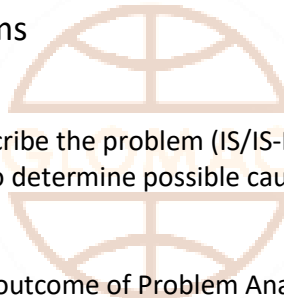 ns
cribe the problem (IS/IS-
o determine possible cau
outcome of Problem Ana